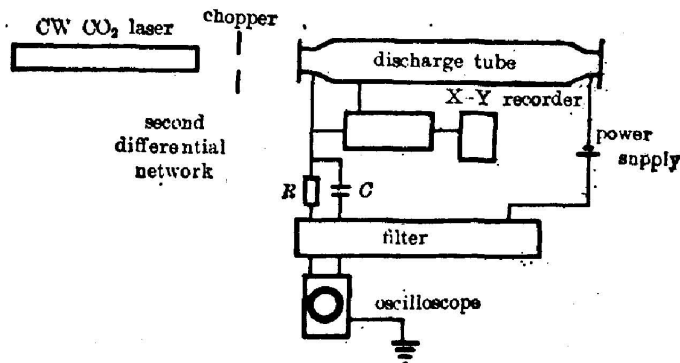 chopper
CW CO₂ laser
discharge tube
X-Y recorder
second
differential
network
power
supply
R
C
filter
oscilloscope